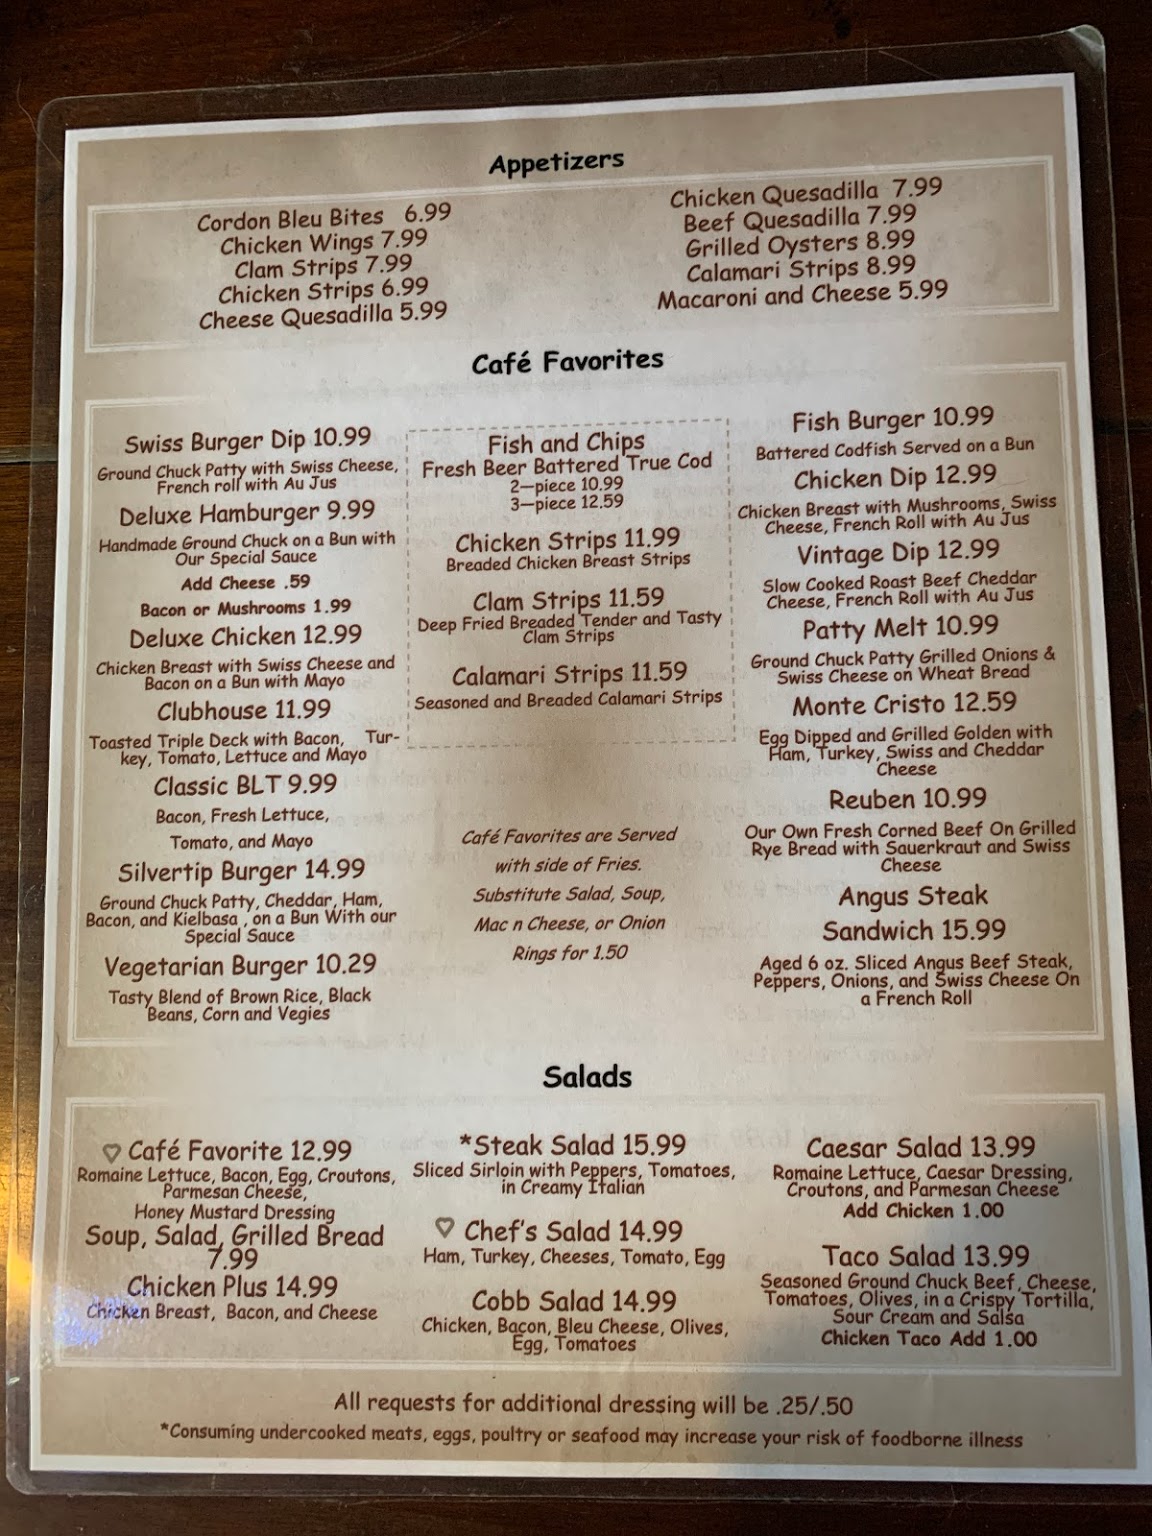 Appetizers
Cordon Bleu Bites 6.99
Chicken Wings 7.99
Clam Strips 7.99
Chicken Strips 6.99
Cheese Quesadilla 5.99
Chicken Quesadilla 7.99
Beef Quesadilla 7.99
Grilled Oysters 8.99
Calamari Strips 8.99
Macaroni and Cheese 5.99
Café Favorites
Swiss Burger Dip 10.99
Ground Chuck Patty with Swiss Cheese,
French roll with Au Jus
Deluxe Hamburger 9.99
Handmade Ground Chuck on a Bun with
Our Special Sauce
Add Cheese .59
Bacon or Mushrooms 1.99
Deluxe Chicken 12.99
Chicken Breast with Swiss Cheese and
Bacon on a Bun with Mayo
Clubhouse 11.99
Toasted Triple Deck with Bacon, Tur-
key, Tomato, Lettuce and Mayo
Classic BLT 9.99
Bacon, Fresh Lettuce,
Tomato, and Mayo
Silvertip Burger 14.99
Ground Chuck Patty, Cheddar, Ham,
Bacon, and Kielbasa , on a Bun With our
Special Sauce
Vegetarian Burger 10.29
Tasty Blend of Brown Rice, Black
Beans, Corn and Vegies
Fish and Chips
Fresh Beer Battered True Cod
2—piece 10.99
3—piece 12.59
Chicken Strips 11.99
Breaded Chicken Breast Strips
Clam Strips 11.59
Deep Fried Breaded Tender and Tasty
Clam Strips
Calamari Strips 11.59
Seasoned and Breaded Calamari Strips
Café Favorites are Served
with side of Fries.
Substitute Salad, Soup,
Mac n Cheese, or Onion
Rings for 1.50
Fish Burger 10.99
Battered Codfish Served on a Bun
Chicken Dip 12.99
Chicken Breast with Mushrooms, Swiss
Cheese, French Roll with Au Jus
Vintage Dip 12.99
Slow Cooked Roast Beef Cheddar
Cheese, French Roll with Au Jus
Patty Melt 10.99
Ground Chuck Patty Grilled Onions &
Swiss Cheese on Wheat Bread
Monte Cristo 12.59
Egg Dipped and Grilled Golden with
Ham, Turkey, Swiss and Cheddar
Cheese
Reuben 10.99
Our Own Fresh Corned Beef On Grilled
Rye Bread with Sauerkraut and Swiss
Cheese
Angus Steak
Sandwich 15.99
Aged 6 oz. Sliced Angus Beef Steak,
Peppers, Onions, and Swiss Cheese On
a French Roll
Salads
Café Favorite 12.99
Romaine Lettuce, Bacon, Egg, Croutons,
Parmesan Cheese,
Honey Mustard Dressing
Soup, Salad, Grilled Bread
7.99
Chicken Plus 14.99
Chicken Breast, Bacon, and Cheese
*Steak Salad 15.99
Sliced Sirloin with Peppers, Tomatoes,
in Creamy Italian
Chef's Salad 14.99
Ham, Turkey, Cheeses, Tomato, Egg
Cobb Salad 14.99
Chicken, Bacon, Bleu Cheese, Olives,
Egg, Tomatoes
Caesar Salad 13.99
Romaine Lettuce, Caesar Dressing,
Croutons, and Parmesan Cheese
Add Chicken 1.00
Taco Salad 13.99
Seasoned Ground Chuck Beef, Cheese,
Tomatoes, Olives, in a Crispy Tortilla,
Sour Cream and Salsa
Chicken Taco Add 1.00
All requests for additional dressing will be .25/.50
*Consuming undercooked meats, eggs, poultry or seafood may increase your risk of foodborne illness